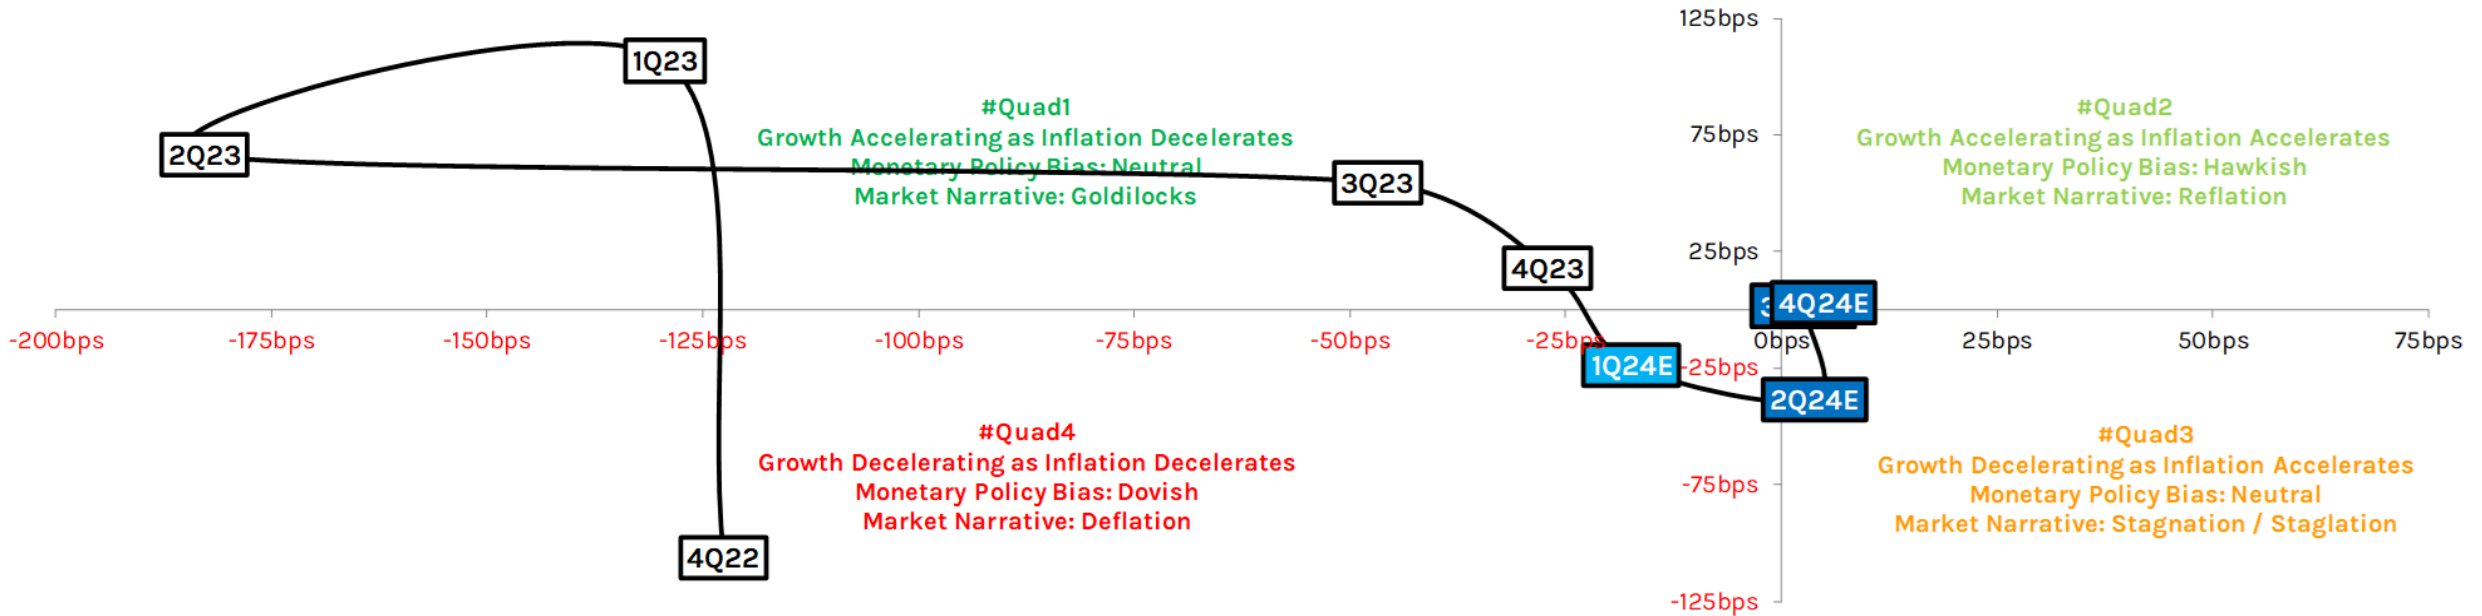 125bps
1Q23
#Quad1
#Quad2
Growth Accelerating as Inflation Decelerates
75bps
Growth Accelerating as Inflation Accelerates
2Q23
Monetary Policy Bias: Neutral
Monetary Policy Bias: Hawkish
3Q23
Market Narrative: Goldilocks
Market Narrative: Reflation
25bps
4Q23
3
4Q24E
-200bps -175bps -150bps -125bps -100bps -75bps -50bps -25bps 0bps 25bps 50bps 75bps
1Q24E
-25bps
2Q24E
#Quad4
#Quad3
Growth Decelerating as Inflation Decelerates
Growth Decelerating as Inflation Accelerates
-75bps
Monetary Policy Bias: Dovish
Monetary Policy Bias: Neutral
Market Narrative: Deflation
Market Narrative: Stagnation / Staglation
4Q22
-125bps